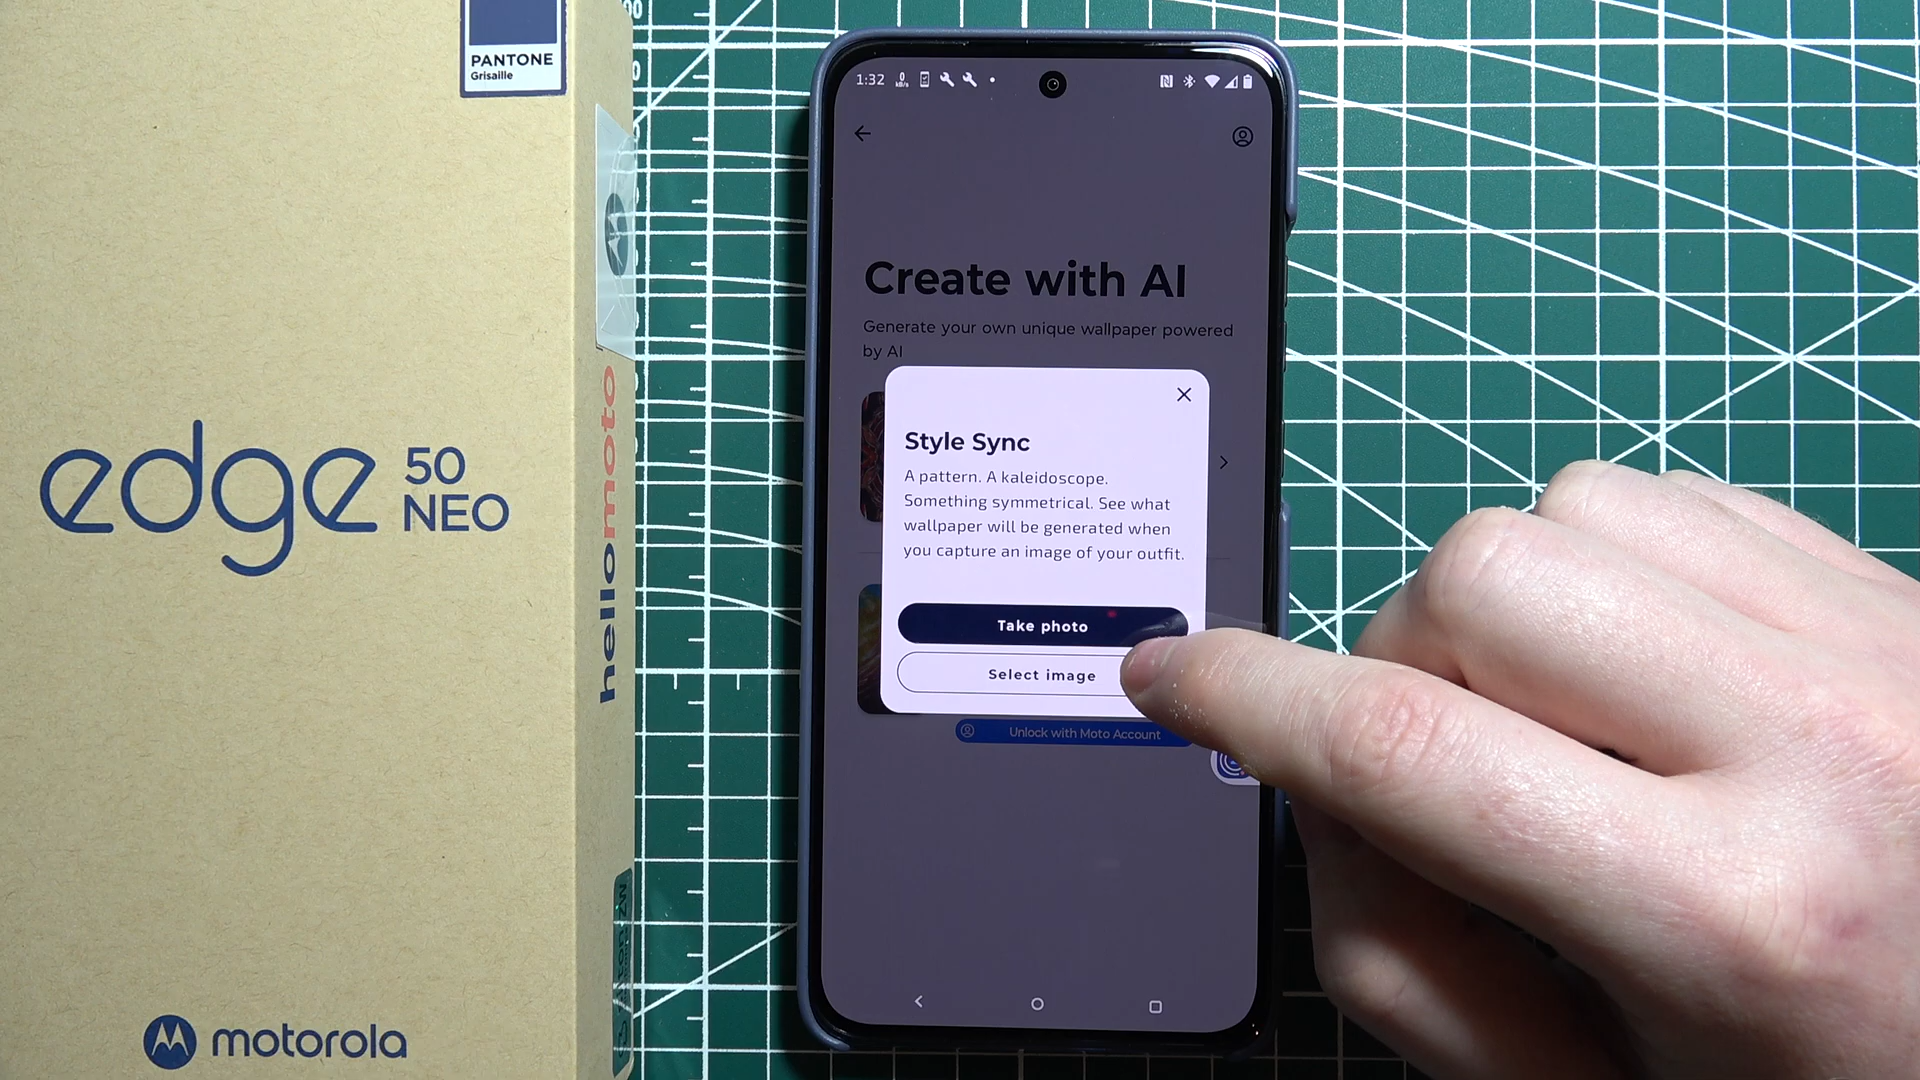 PANTONE
Grisaille
edge 50
NEO
hellomoto
motorola
1:32
Create with AI
Generate your own unique wallpaper powered
by AI
Style Sync
A pattern. A kaleidoscope.
Something symmetrical. See what
wallpaper will be generated when
you capture an image of your outfit.
Take photo
Select image
Unlock with Moto Account